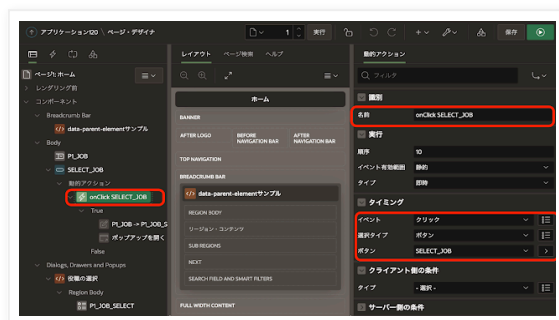 アプリケーション120 \ ページ・デザイナ
1
実行
保存
レイアウト ページ検索 ヘルプ
動的アクション
ページ1: ホーム
レンダリング前
コンポーネント
Breadcrumb Bar
data-parent-elementサンプル
Body
P1_JOB
SELECT_JOB
動的アクション
onClick SELECT_JOB
True
P1_JOB -> P1_JOB_S
ポップアップを開く
False
Dialogs, Drawers and Popups
役職の選択
Region Body
P1_JOB_SELECT
ホーム
BANNER
AFTER LOGO
BEFORE NAVIGATION BAR
AFTER NAVIGATION BAR
TOP NAVIGATION
BREADCRUMB BAR
data-parent-elementサンプル
REGION BODY
リージョン・コンテンツ
SUB REGIONS
NEXT
SEARCH FIELD AND SMART FILTERS
FULL WIDTH CONTENT
フィルタ
識別
名前 onClick SELECT_JOB
実行
順序 10
イベント有効範囲 静的
タイプ 即時
タイミング
イベント クリック
選択タイプ ボタン
ボタン SELECT_JOB
クライアント側の条件
タイプ - 選択 -
サーバー側の条件